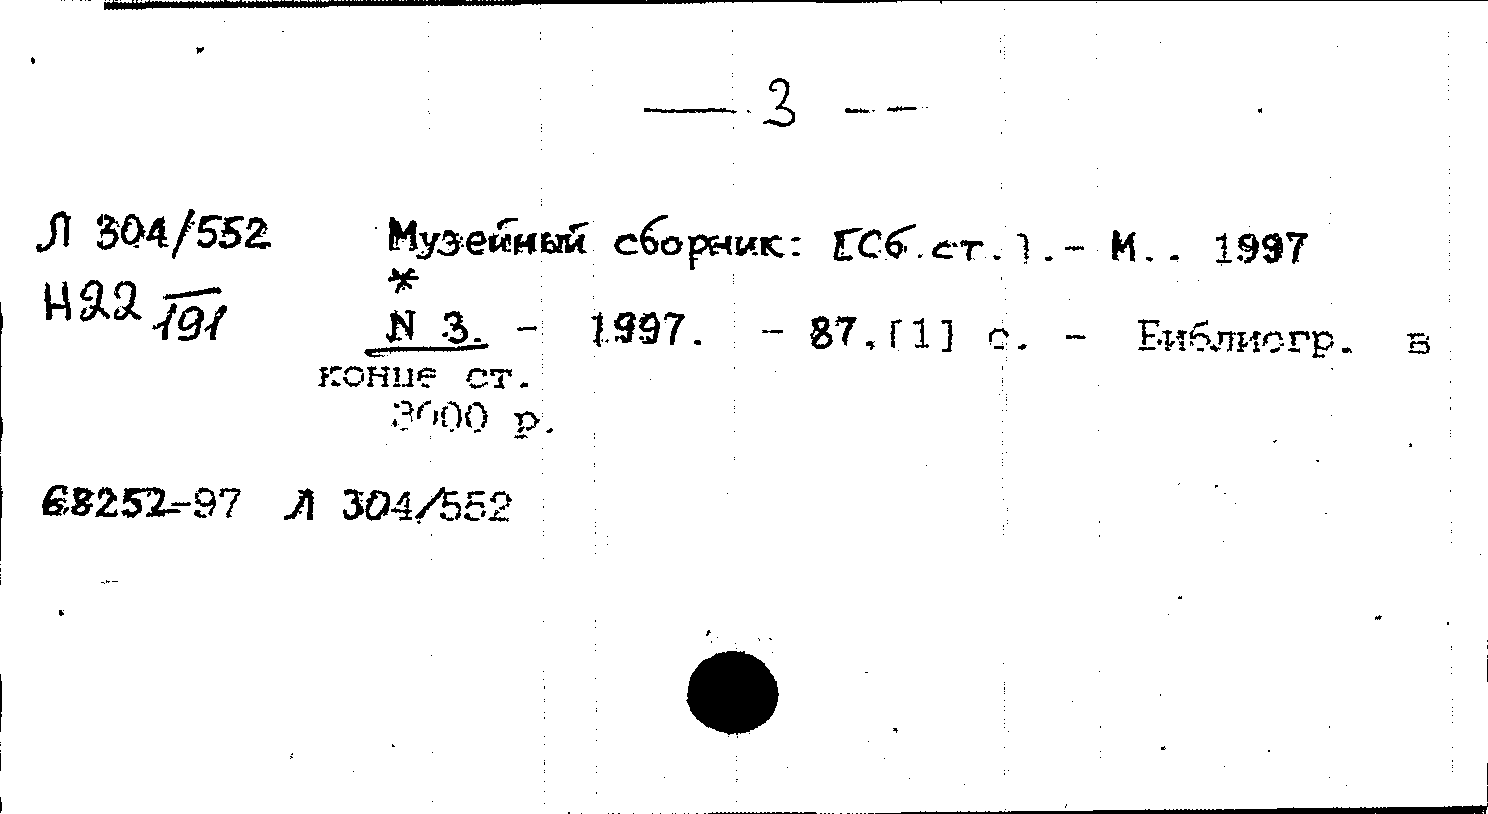 — 3 —
Л 304/552 Музейный сборник: [Сб.ст.].- М.. 1997
*
Н22/191 N 3. - 1997. - 87,[1] с. - Библиогр. в
конце ст.
3000 р.
68252-97 Л 304/552